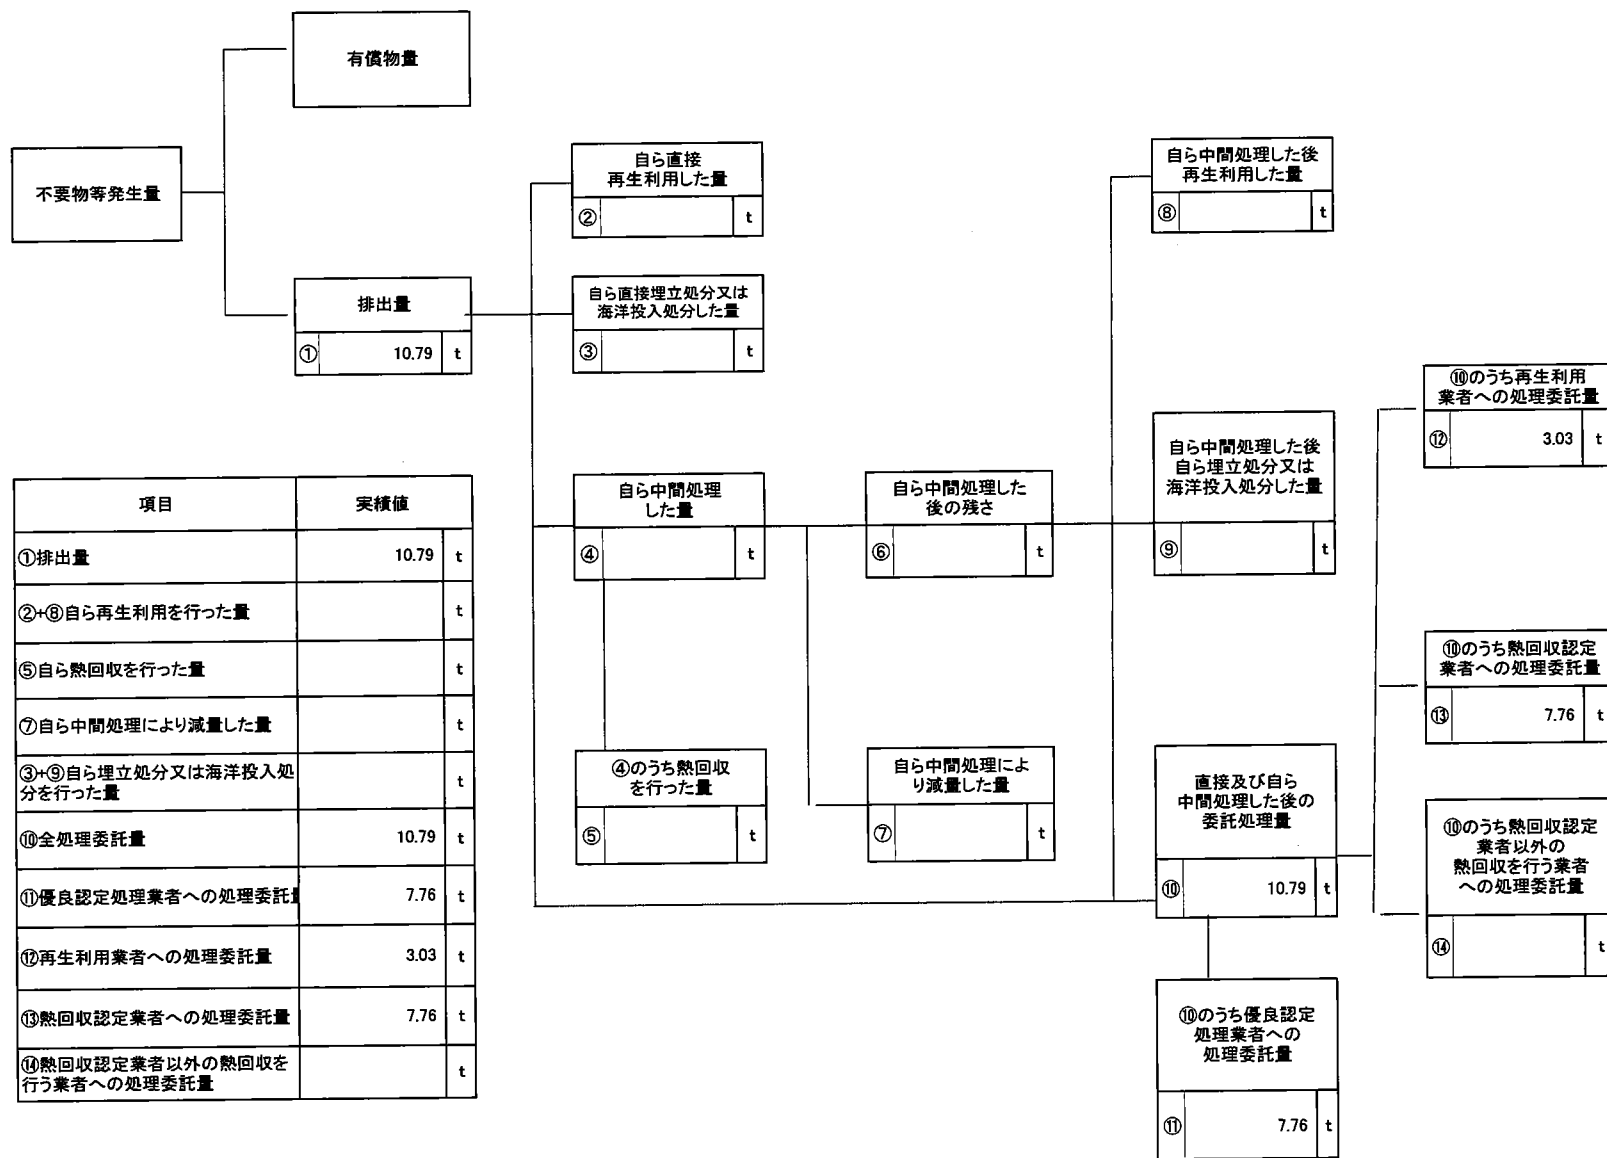 有償物量
不要物等発生量
排出量
① 10.79 t
自ら直接
再生利用した量
② t
自ら直接埋立処分又は
海洋投入処分した量
③ t
自ら中間処理
した量
④ t
④のうち熱回収
を行った量
⑤ t
自ら中間処理した
後の残さ
⑥ t
自ら中間処理によ
り減量した量
⑦ t
自ら中間処理した後
再生利用した量
⑧ t
自ら中間処理した後
自ら埋立処分又は
海洋投入処分した量
⑨ t
直接及び自ら
中間処理した後の
委託処理量
⑩ 10.79 t
⑩のうち優良認定
処理業者への
処理委託量
⑪ 7.76 t
⑩のうち再生利用
業者への処理委託量
⑫ 3.03 t
⑩のうち熱回収認定
業者への処理委託量
⑬ 7.76 t
⑩のうち熱回収認定
業者以外の
熱回収を行う業者
への処理委託量
⑭ t
項目 実績値
①排出量 10.79 t
②+⑧自ら再生利用を行った量 t
⑤自ら熱回収を行った量 t
⑦自ら中間処理により減量した量 t
③+⑨自ら埋立処分又は海洋投入処
分を行った量 t
⑩全処理委託量 10.79 t
⑪優良認定処理業者への処理委託量 7.76 t
⑫再生利用業者への処理委託量 3.03 t
⑬熱回収認定業者への処理委託量 7.76 t
⑭熱回収認定業者以外の熱回収を
行う業者への処理委託量 t